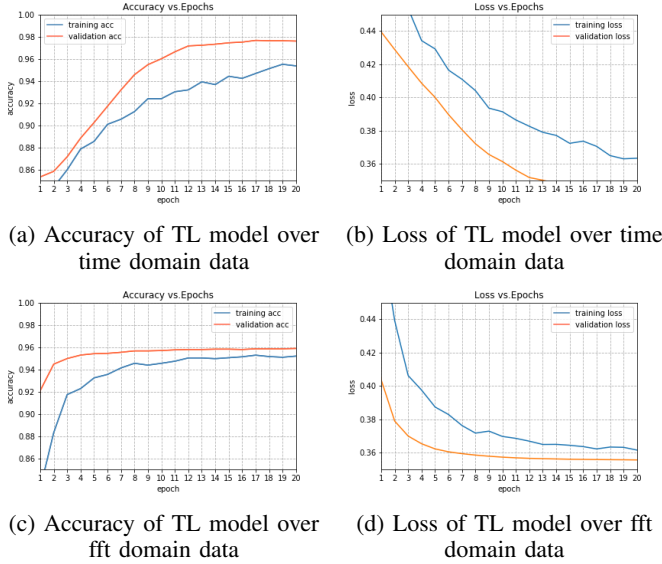 Accuracy vs.Epochs
training acc
validation acc
1.00
0.98
0.96
0.94
0.92
0.90
0.88
0.86
accuracy
1 2 3 4 5 6 7 8 9 10 11 12 13 14 15 16 17 18 19 20
epoch
Loss vs.Epochs
training loss
validation loss
0.44
0.42
0.40
0.38
0.36
loss
1 2 3 4 5 6 7 8 9 10 11 12 13 14 15 16 17 18 19 20
epoch
(a) Accuracy of TL model over
time domain data
(b) Loss of TL model over time
domain data
Accuracy vs.Epochs
training acc
validation acc
1.00
0.98
0.96
0.94
0.92
0.90
0.88
0.86
accuracy
1 2 3 4 5 6 7 8 9 10 11 12 13 14 15 16 17 18 19 20
epoch
Loss vs.Epochs
training loss
validation loss
0.44
0.42
0.40
0.38
0.36
loss
1 2 3 4 5 6 7 8 9 10 11 12 13 14 15 16 17 18 19 20
epoch
(c) Accuracy of TL model over
fft domain data
(d) Loss of TL model over fft
domain data